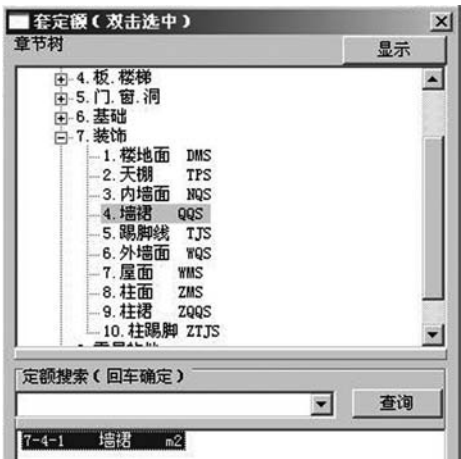 套定额(双击选中)
章节树
显示
4.板.楼梯
5.门.窗.洞
6.基础
7.装饰
1.楼地面 DMS
2.天棚 TPS
3.内墙面 NQS
4.墙裙 QQS
5.踢脚线 TJS
6.外墙面 WQS
7.屋面 WMS
8.柱面 ZMS
9.柱裙 ZQQS
10.柱踢脚 ZTJS
定额搜索(回车确定)
查询
7-4-1 墙裙 m2